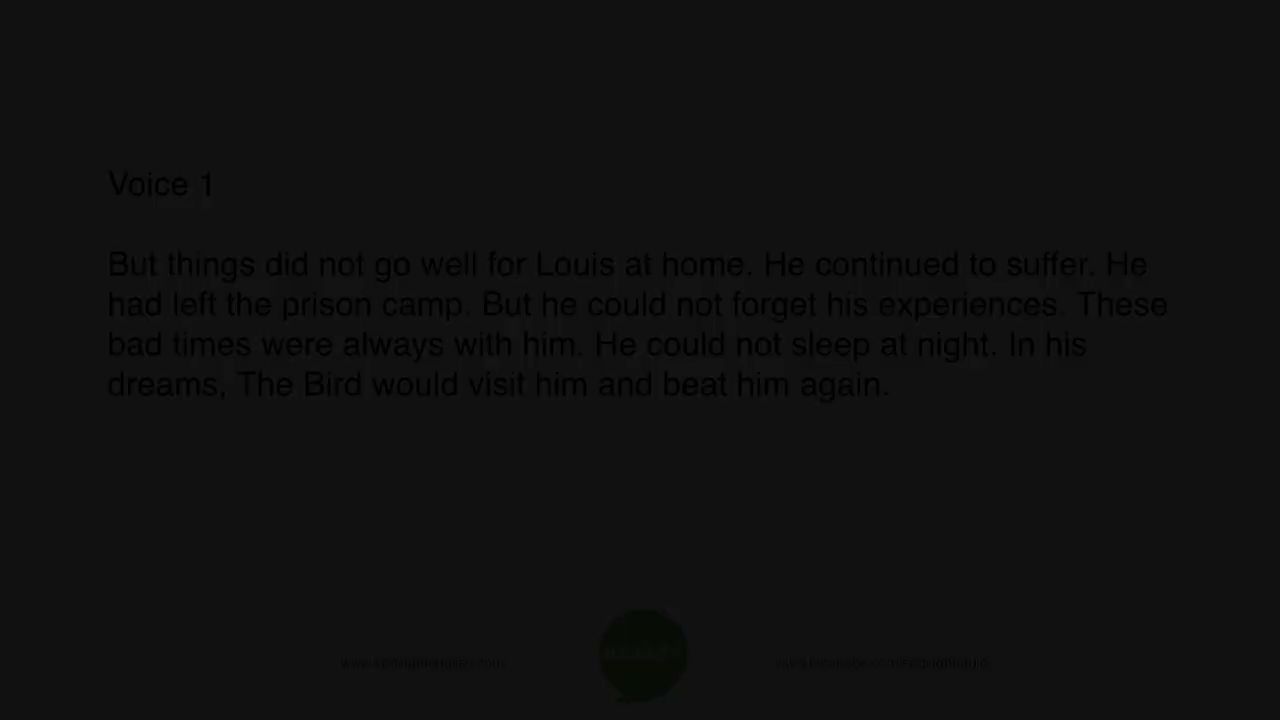 Voice 1
But things did not go well for Louis at home. He continued to suffer. He
had left the prison camp. But he could not forget his experiences. These
bad times were always with him. He could not sleep at night. In his
dreams, The Bird would visit him and beat him again.